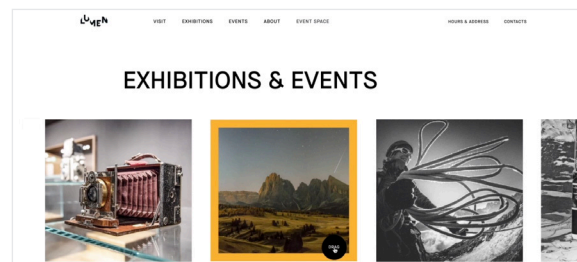 LUMEN
VISIT EXHIBITIONS EVENTS ABOUT EVENT SPACE HOURS & ADDRESS CONTACTS
EXHIBITIONS & EVENTS
DRAG